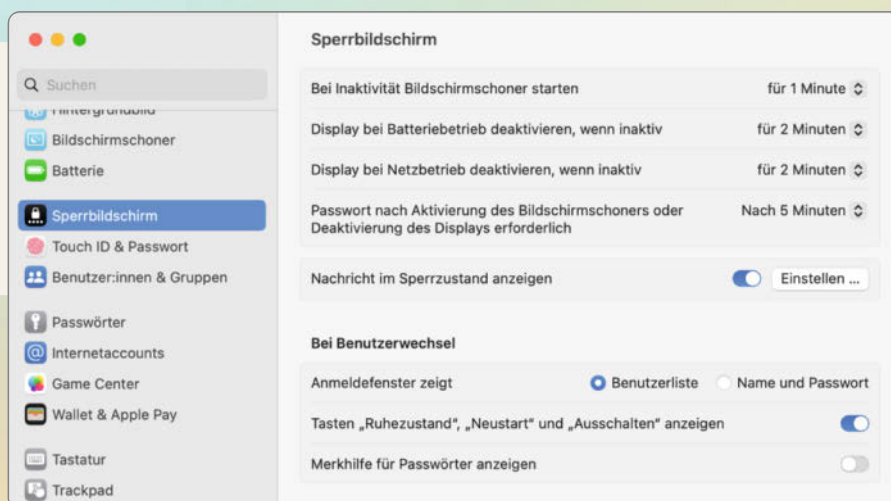 Sperrbildschirm
Suchen
Hintergrundbild
Bildschirmschoner
Batterie
Sperrbildschirm
Touch ID & Passwort
Benutzer:innen & Gruppen
Passwörter
Internetaccounts
Game Center
Wallet & Apple Pay
Tastatur
Trackpad
Bei Inaktivität Bildschirmschoner starten für 1 Minute
Display bei Batteriebetrieb deaktivieren, wenn inaktiv für 2 Minuten
Display bei Netzbetrieb deaktivieren, wenn inaktiv für 2 Minuten
Passwort nach Aktivierung des Bildschirmschoners oder Nach 5 Minuten
Deaktivierung des Displays erforderlich
Nachricht im Sperrzustand anzeigen Einstellen ...
Bei Benutzerwechsel
Anmeldefenster zeigt Benutzerliste Name und Passwort
Tasten „Ruhezustand“, „Neustart“ und „Ausschalten“ anzeigen
Merkhilfe für Passwörter anzeigen